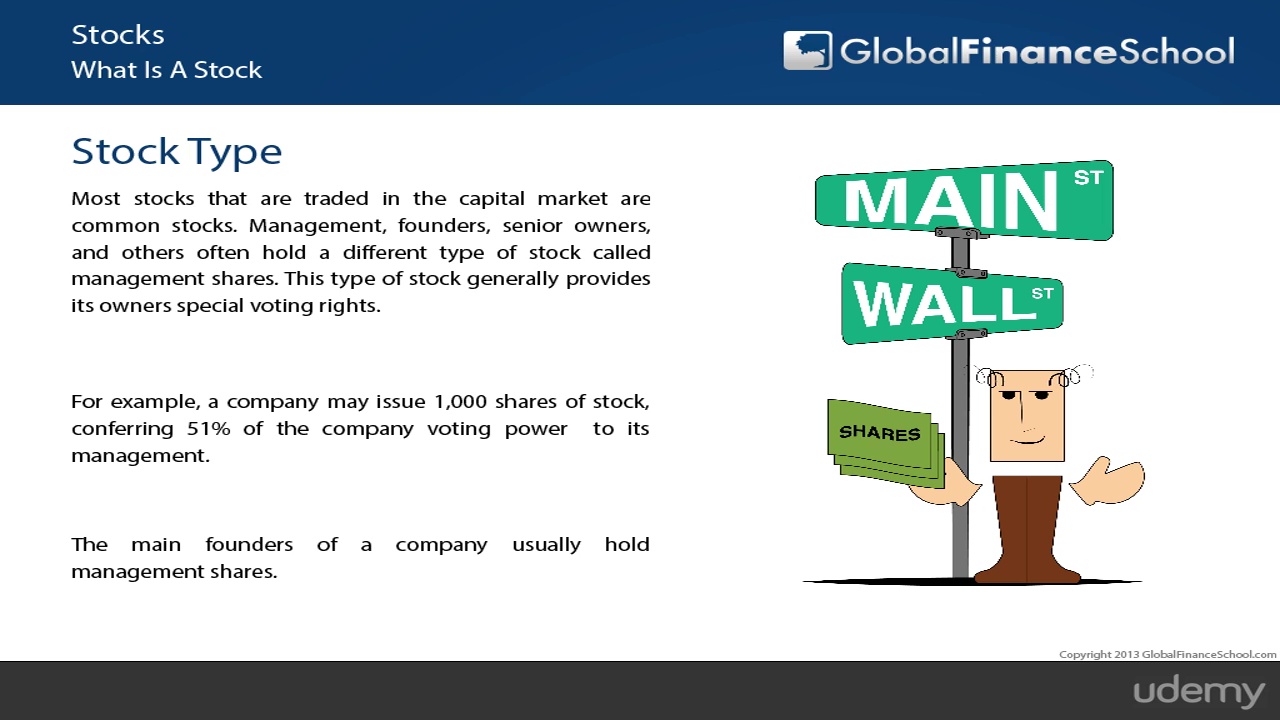 Stocks
What Is A Stock
GlobalFinanceSchool
Stock Type
Most stocks that are traded in the capital market are
common stocks. Management, founders, senior owners,
and others often hold a different type of stock called
management shares. This type of stock generally provides
its owners special voting rights.
For example, a company may issue 1,000 shares of stock,
conferring 51% of the company voting power to its
management.
The main founders of a company usually hold
management shares.
MAIN ST
WALL ST
SHARES
Copyright 2013 GlobalFinanceSchool.com
udemy